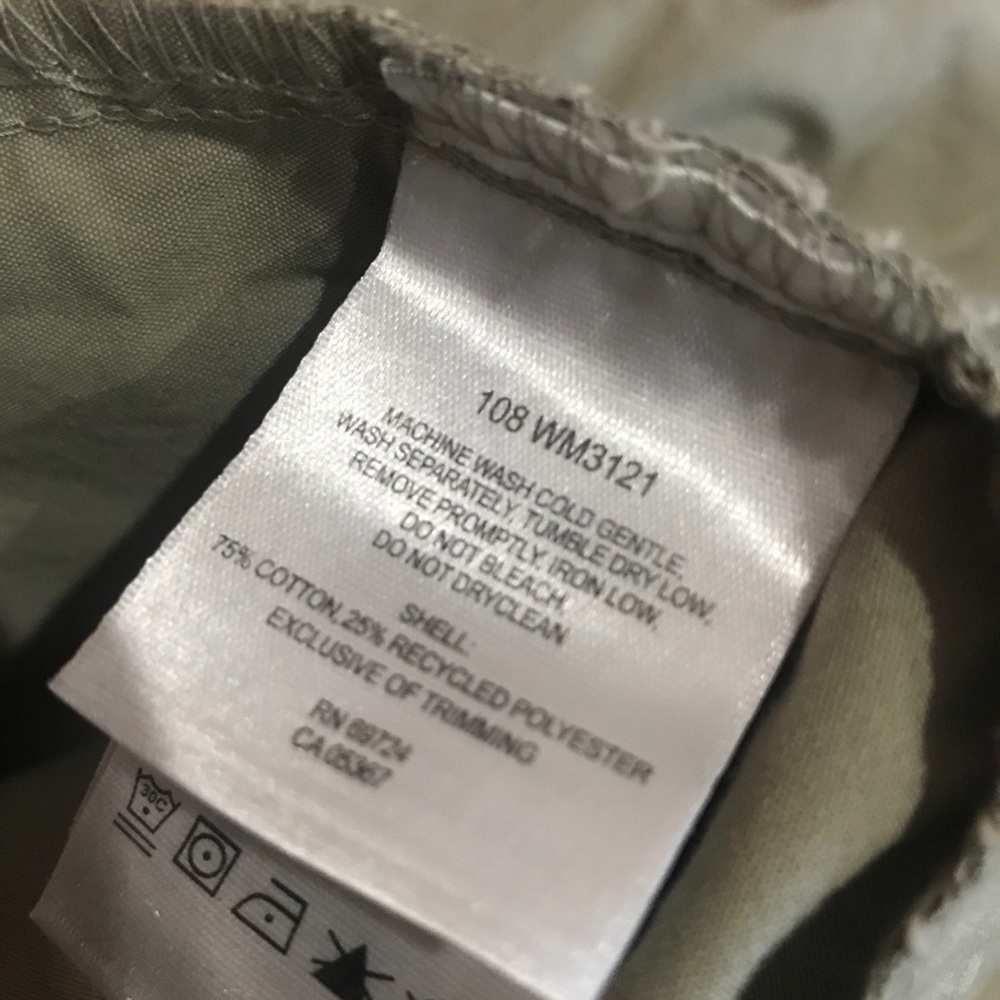 108 WM3121
MACHINE WASH COLD GENTLE,
WASH SEPARATELY, TUMBLE DRY LOW,
REMOVE PROMPTLY, IRON LOW,
DO NOT BLEACH,
DO NOT DRYCLEAN
SHELL:
75% COTTON, 25% RECYCLED POLYESTER
EXCLUSIVE OF TRIMMING
RN 69724
CA 05367
30C